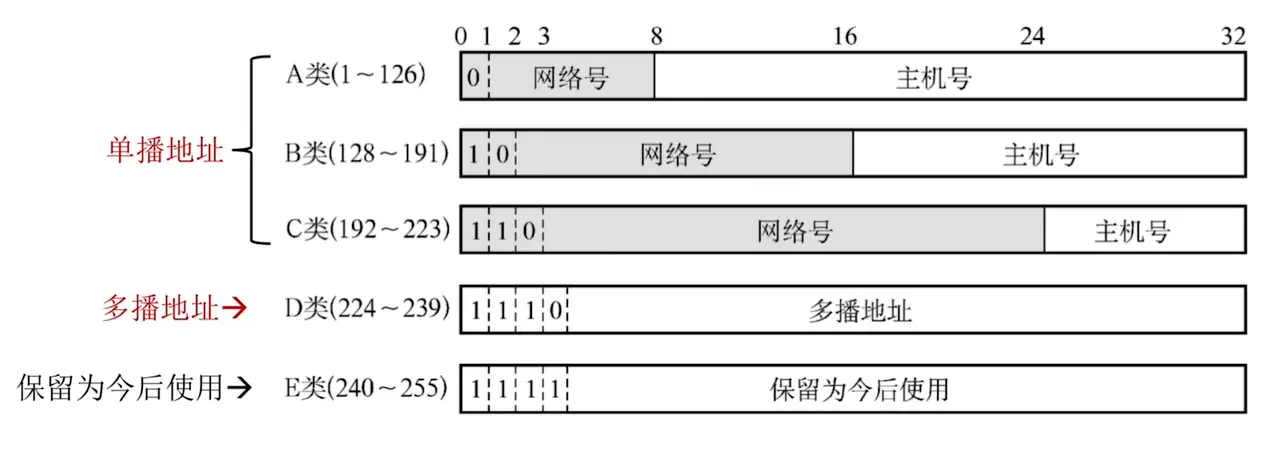 0 1 2 3 8 16 24 32
A类(1～126) 0 网络号 主机号
单播地址
B类(128～191) 1 0 网络号 主机号
C类(192～223) 1 1 0 网络号 主机号
多播地址→ D类(224～239) 1 1 1 0 多播地址
保留为今后使用→ E类(240～255) 1 1 1 1 保留为今后使用